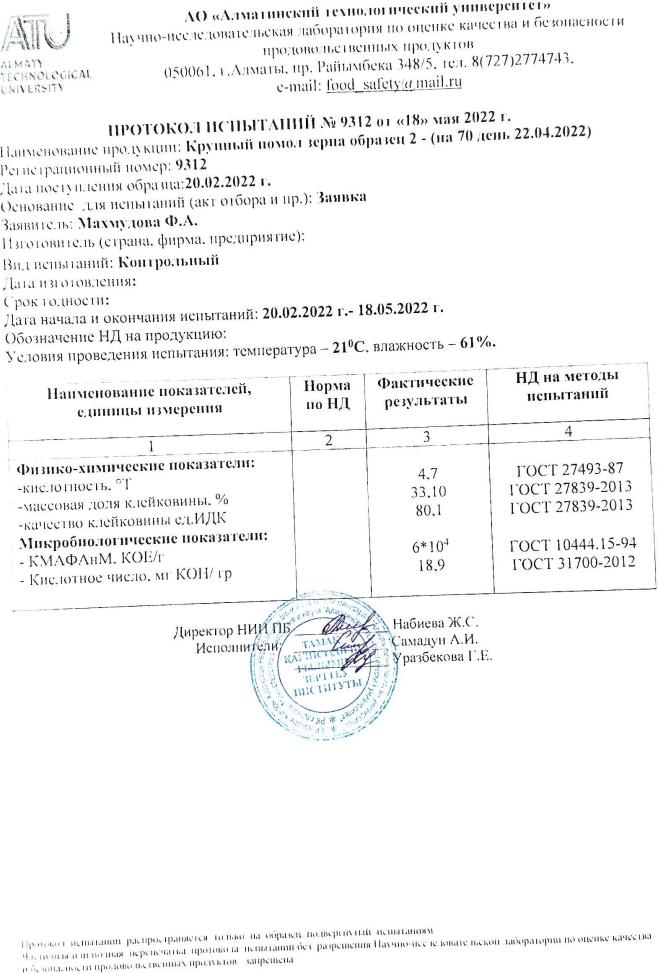 АО «Алматинский технологический университет»
Научно-исследовательская лаборатория по оценке качества и безопасности
продовольственных продуктов
050061, г.Алматы, пр. Райымбека 348/5, тел. 8(727)2774743,
e-mail: food_safety@mail.ru
ATU
ALMATY
TECHNOLOGICAL
UNIVERSITY
ПРОТОКОЛ ИСПЫТАНИЙ № 9312 от «18» мая 2022 г.
Наименование продукции: Крупный помол зерна образец 2 - (на 70 день 22.04.2022)
Регистрационный номер: 9312
Дата поступления образца:20.02.2022 г.
Основание для испытаний (акт отбора и пр.): Заявка
Заявитель: Махмудова Ф.А.
Изготовитель (страна, фирма, предприятие):
Вид испытаний: Контрольный
Дата изготовления:
Срок годности:
Дата начала и окончания испытаний: 20.02.2022 г.- 18.05.2022 г.
Обозначение НД на продукцию:
Условия проведения испытания: температура – 21⁰С, влажность – 61%.
Наименование показателей, единицы измерения Норма по НД Фактические результаты НД на методы испытаний
1 2 3 4
Физико-химические показатели:
-кислотность, °Т 4,7 ГОСТ 27493-87
-массовая доля клейковины, % 33,10 ГОСТ 27839-2013
-качество клейковины ед.ИДК 80,1 ГОСТ 27839-2013
Микробиологические показатели:
- КМАФАнМ, КОЕ/г 6*10⁴ ГОСТ 10444.15-94
- Кислотное число, мг КОН/ гр 18,9 ГОСТ 31700-2012
Директор НИИ ПБ Набиева Ж.С.
Исполнители: Самадун А.И.
Уразбекова Г.Е.
ТАМАҚ
ҚАУІПСІЗДІГІ
ҒЫЛЫМИ
ЗЕРТТЕУ
ИНСТИТУТЫ
Протокол испытаний распространяется только на образец, подвергнутый испытаниям
Частичная или полная перепечатка протокола испытаний без разрешения Научно-исследовательской лаборатории по оценке качества
и безопасности продовольственных продуктов запрещена